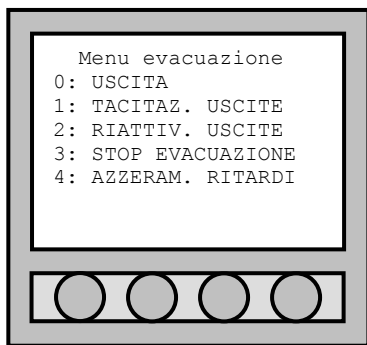 Menu evacuazione
0: USCITA
1: TACITAZ. USCITE
2: RIATTIV. USCITE
3: STOP EVACUAZIONE
4: AZZERAM. RITARDI